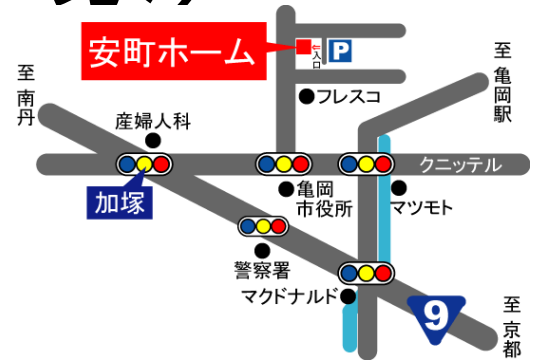 安町ホーム
入口
P
至亀岡駅
至南丹
フレスコ
産婦人科
クニッテル
加塚
亀岡
市役所
マツモト
警察署
マクドナルド
9
至京都